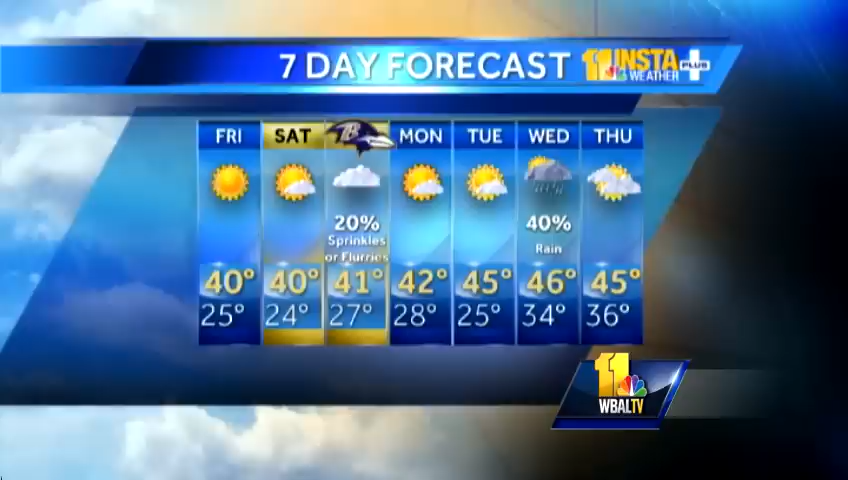 7 DAY FORECAST
11 INSTA
WEATHER PLUS
FRI SAT B MON TUE WED THU
20% 40%
Sprinkles Rain
or Flurries
40° 40° 41° 42° 45° 46° 45°
25° 24° 27° 28° 25° 34° 36°
11
WBALTV